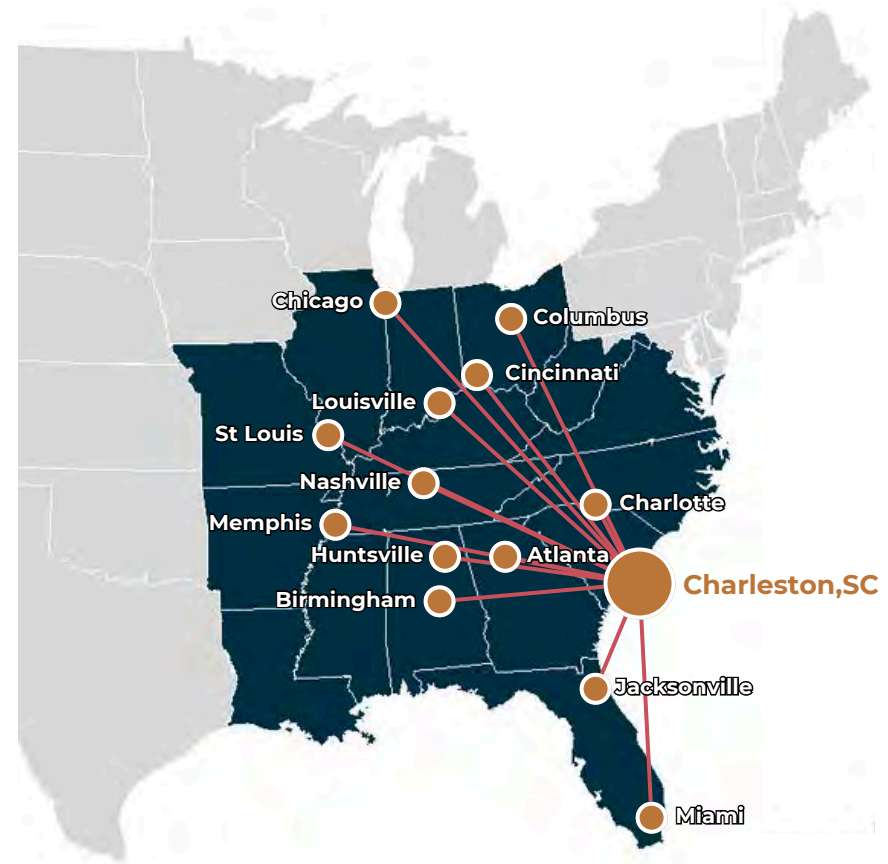 Chicago
Columbus
Cincinnati
Louisville
St Louis
Nashville
Charlotte
Memphis
Huntsville
Atlanta
Charleston,SC
Birmingham
Jacksonville
Miami